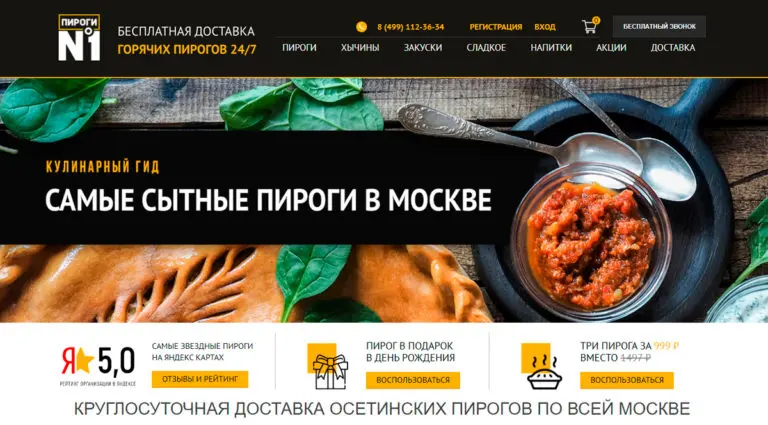 ПИРОГИ
№1
БЕСПЛАТНАЯ ДОСТАВКА
ГОРЯЧИХ ПИРОГОВ 24/7
8 (499) 112-36-34
РЕГИСТРАЦИЯ
ВХОД
0
БЕСПЛАТНЫЙ ЗВОНОК
ПИРОГИ
ХЫЧИНЫ
ЗАКУСКИ
СЛАДКОЕ
НАПИТКИ
АКЦИИ
ДОСТАВКА
КУЛИНАРНЫЙ ГИД
САМЫЕ СЫТНЫЕ ПИРОГИ В МОСКВЕ
Я 5,0
РЕЙТИНГ ОРГАНИЗАЦИИ В ЯНДЕКСЕ
САМЫЕ ЗВЕЗДНЫЕ ПИРОГИ
НА ЯНДЕКС КАРТАХ
ОТЗЫВЫ И РЕЙТИНГ
ПИРОГ В ПОДАРОК
В ДЕНЬ РОЖДЕНИЯ
ВОСПОЛЬЗОВАТЬСЯ
ТРИ ПИРОГА ЗА 999 ₽
ВМЕСТО 1497 ₽
ВОСПОЛЬЗОВАТЬСЯ
КРУГЛОСУТОЧНАЯ ДОСТАВКА ОСЕТИНСКИХ ПИРОГОВ ПО ВСЕЙ МОСКВЕ